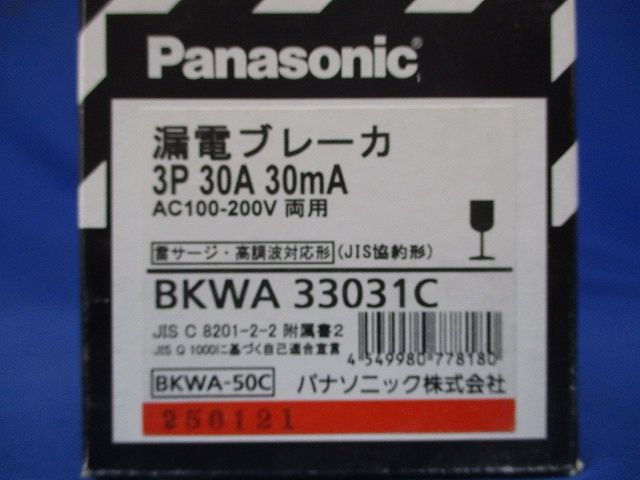 Panasonic®
漏電ブレーカ
3P 30A 30mA
AC100-200V 両用
雷サージ・高調波対応形 (JIS協約形)
BKWA 33031C
JIS C 8201-2-2 附属書2
JIS Q 1000に基づく自己適合宣言
4 549980 778180
BKWA-50C パナソニック株式会社
250121